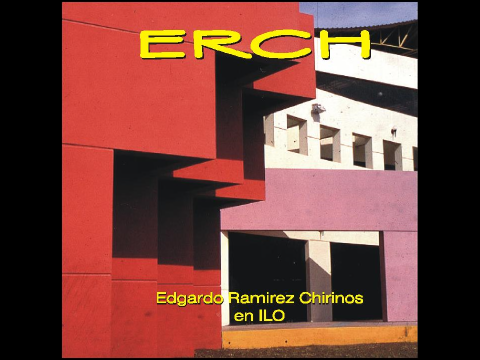 ERCH
Edgardo Ramirez Chirinos
en ILO